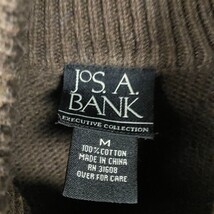 JoS. A.
BANK
EXECUTIVE COLLECTION
M
100% COTTON
MADE IN CHINA
RN 31608
OVER FOR CARE